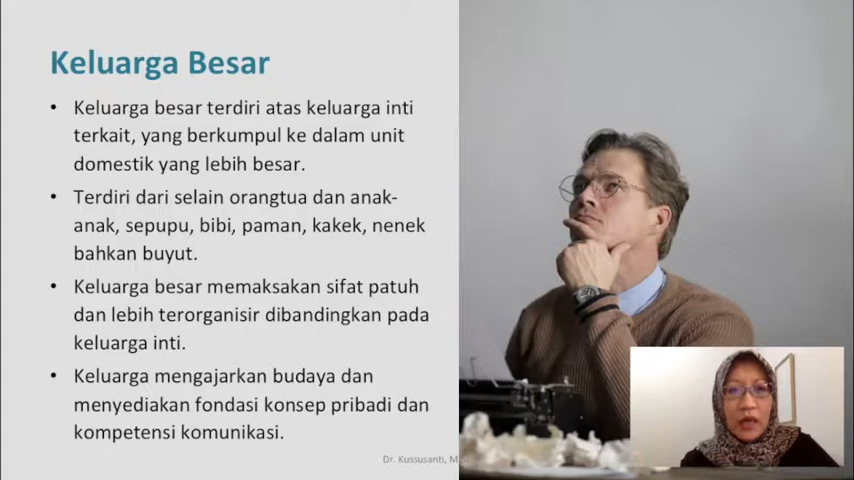 Keluarga Besar
• Keluarga besar terdiri atas keluarga inti
terkait, yang berkumpul ke dalam unit
domestik yang lebih besar.
• Terdiri dari selain orangtua dan anak-
anak, sepupu, bibi, paman, kakek, nenek
bahkan buyut.
• Keluarga besar memaksakan sifat patuh
dan lebih terorganisir dibandingkan pada
keluarga inti.
• Keluarga mengajarkan budaya dan
menyediakan fondasi konsep pribadi dan
kompetensi komunikasi.
Dr. Kussusanti,